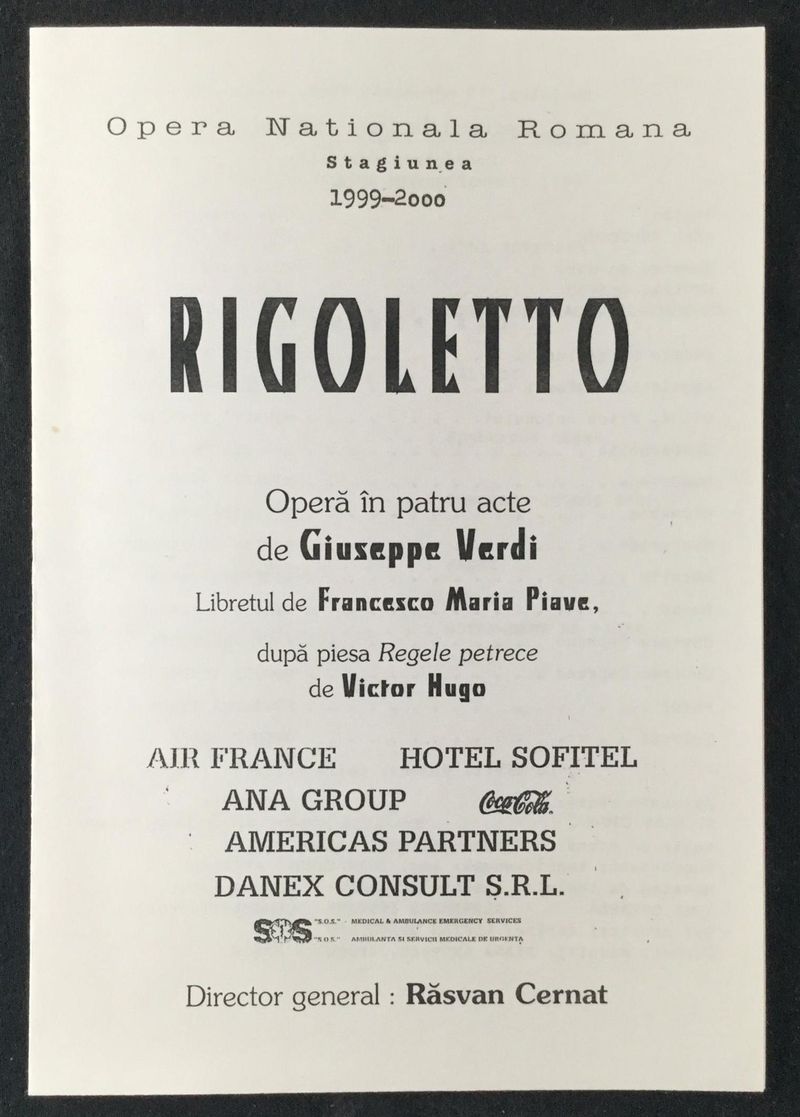 Opera Nationala Romana
Stagiunea
1999-2000
RIGOLETTO
Operă în patru acte
de Giuseppe Verdi
Libretul de Francesco Maria Piave,
după piesa Regele petrece
de Victor Hugo
AIR FRANCE HOTEL SOFITEL
ANA GROUP Coca-Cola
AMERICAS PARTNERS
DANEX CONSULT S.R.L.
SOS "S.O.S." - MEDICAL & AMBULANCE EMERGENCY SERVICES
"S.O.S." AMBULANTA SI SERVICII MEDICALE DE URGENTA
Director general : Răsvan Cernat